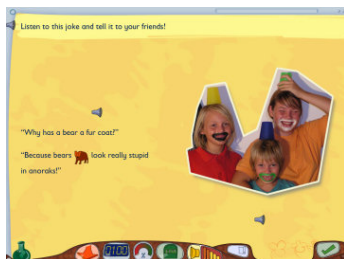 Listen to this joke and tell it to your friends!
"Why has a bear a fur coat?"
"Because bears look really stupid
in anoraks!"
0100